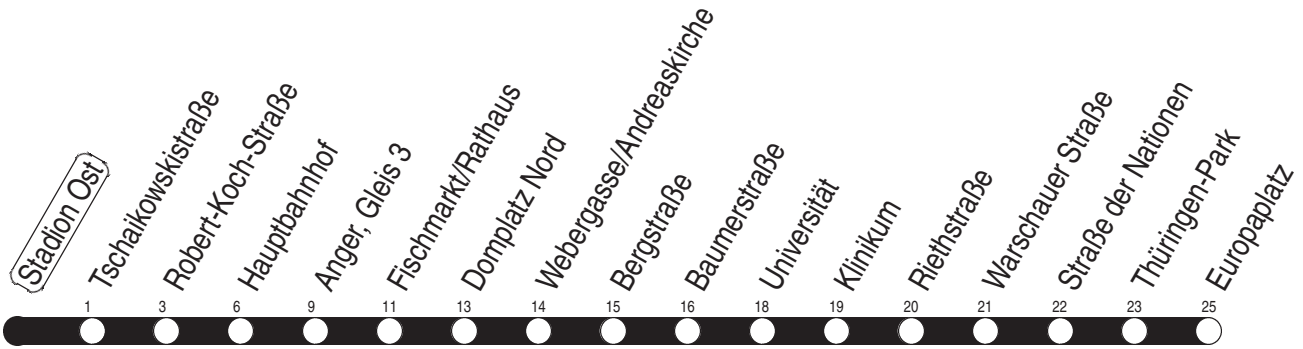 Stadion Ost
Tschaikowskistraße
Robert-Koch-Straße
Hauptbahnhof
Anger, Gleis 3
Fischmarkt/Rathaus
Domplatz Nord
Webergasse/Andreaskirche
Bergstraße
Baumerstraße
Universität
Klinikum
Riethstraße
Warschauer Straße
Straße der Nationen
Thüringen-Park
Europaplatz
1 3 6 9 11 13 14 15 16 18 19 20 21 22 23 25